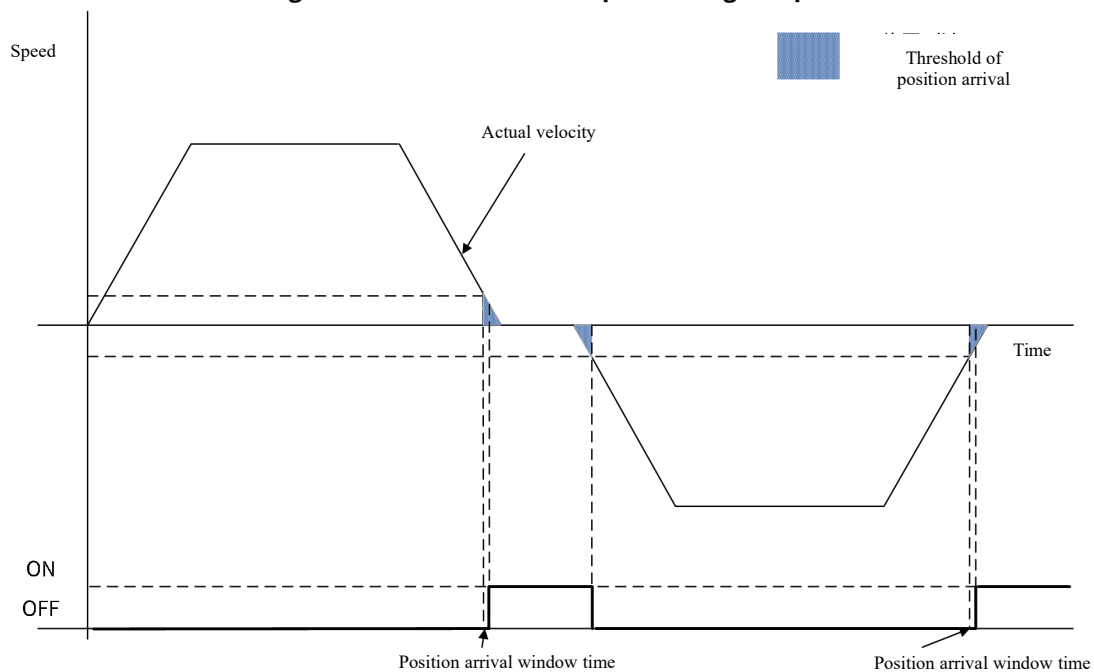 Speed
Threshold of
position arrival
Actual velocity
Time
ON
OFF
Position arrival window time
Position arrival window time